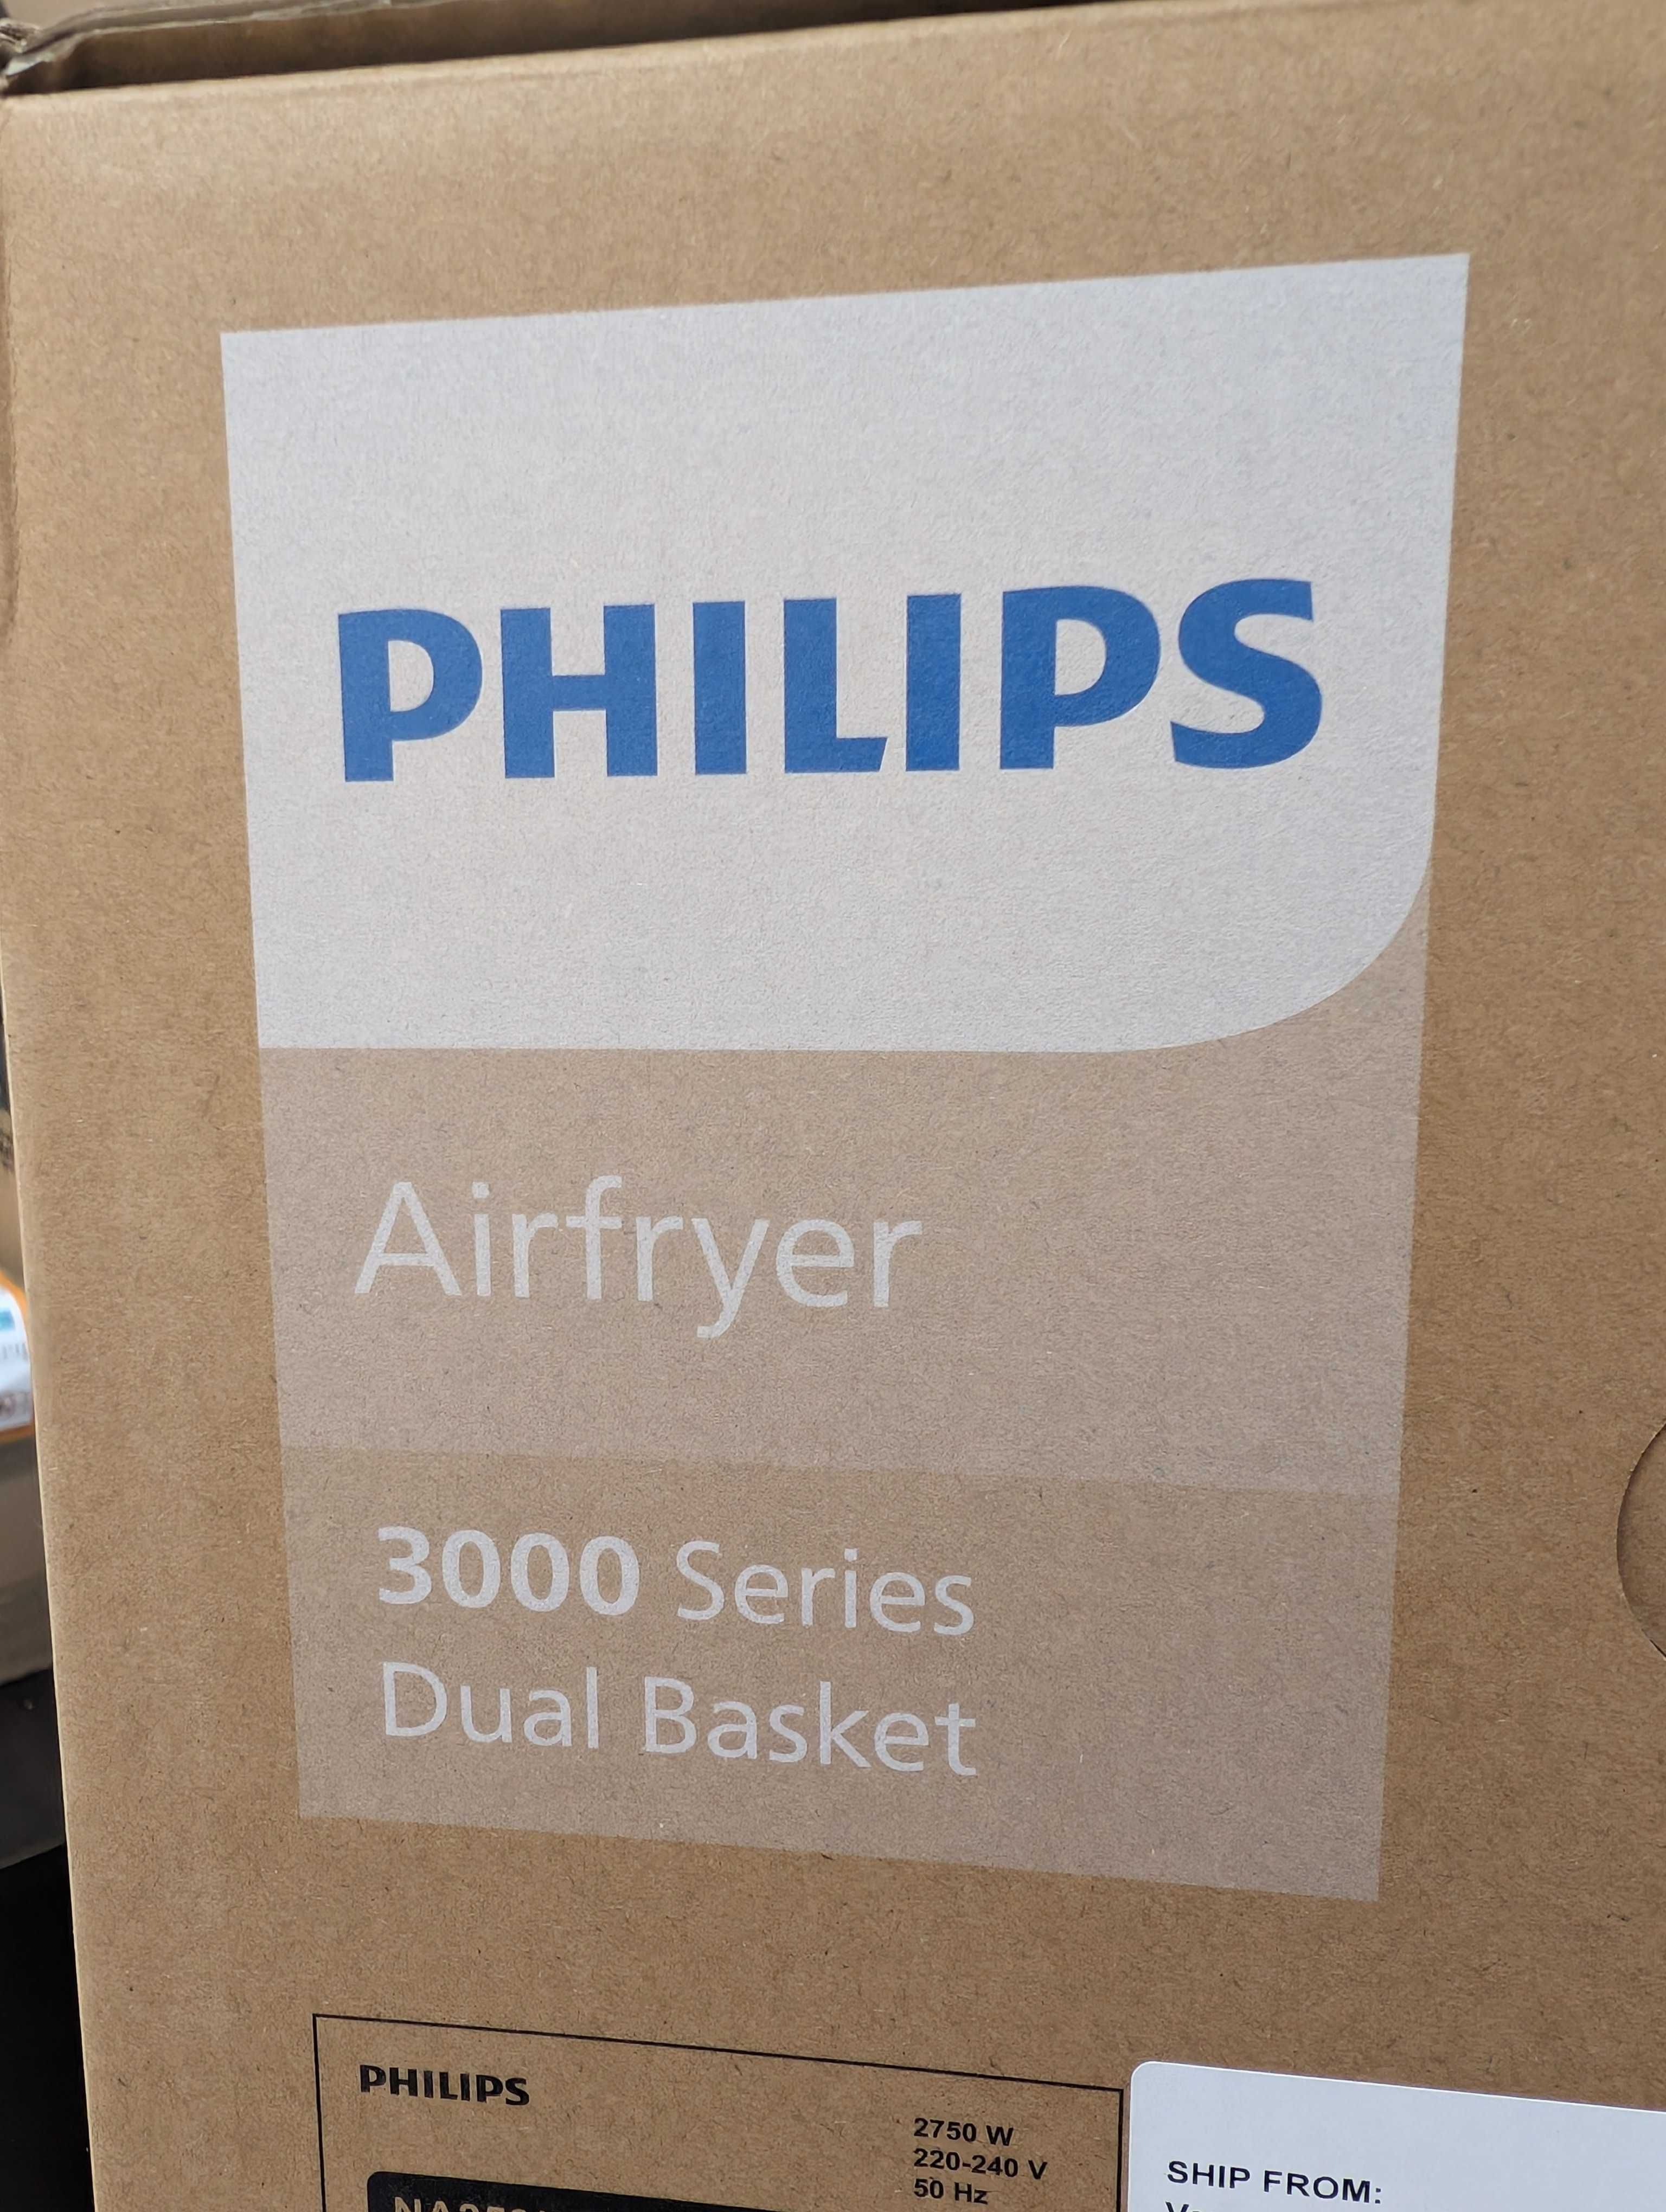 PHILIPS
Airfryer
3000 Series
Dual Basket
PHILIPS
2750 W
220-240 V
50 Hz
SHIP FROM: